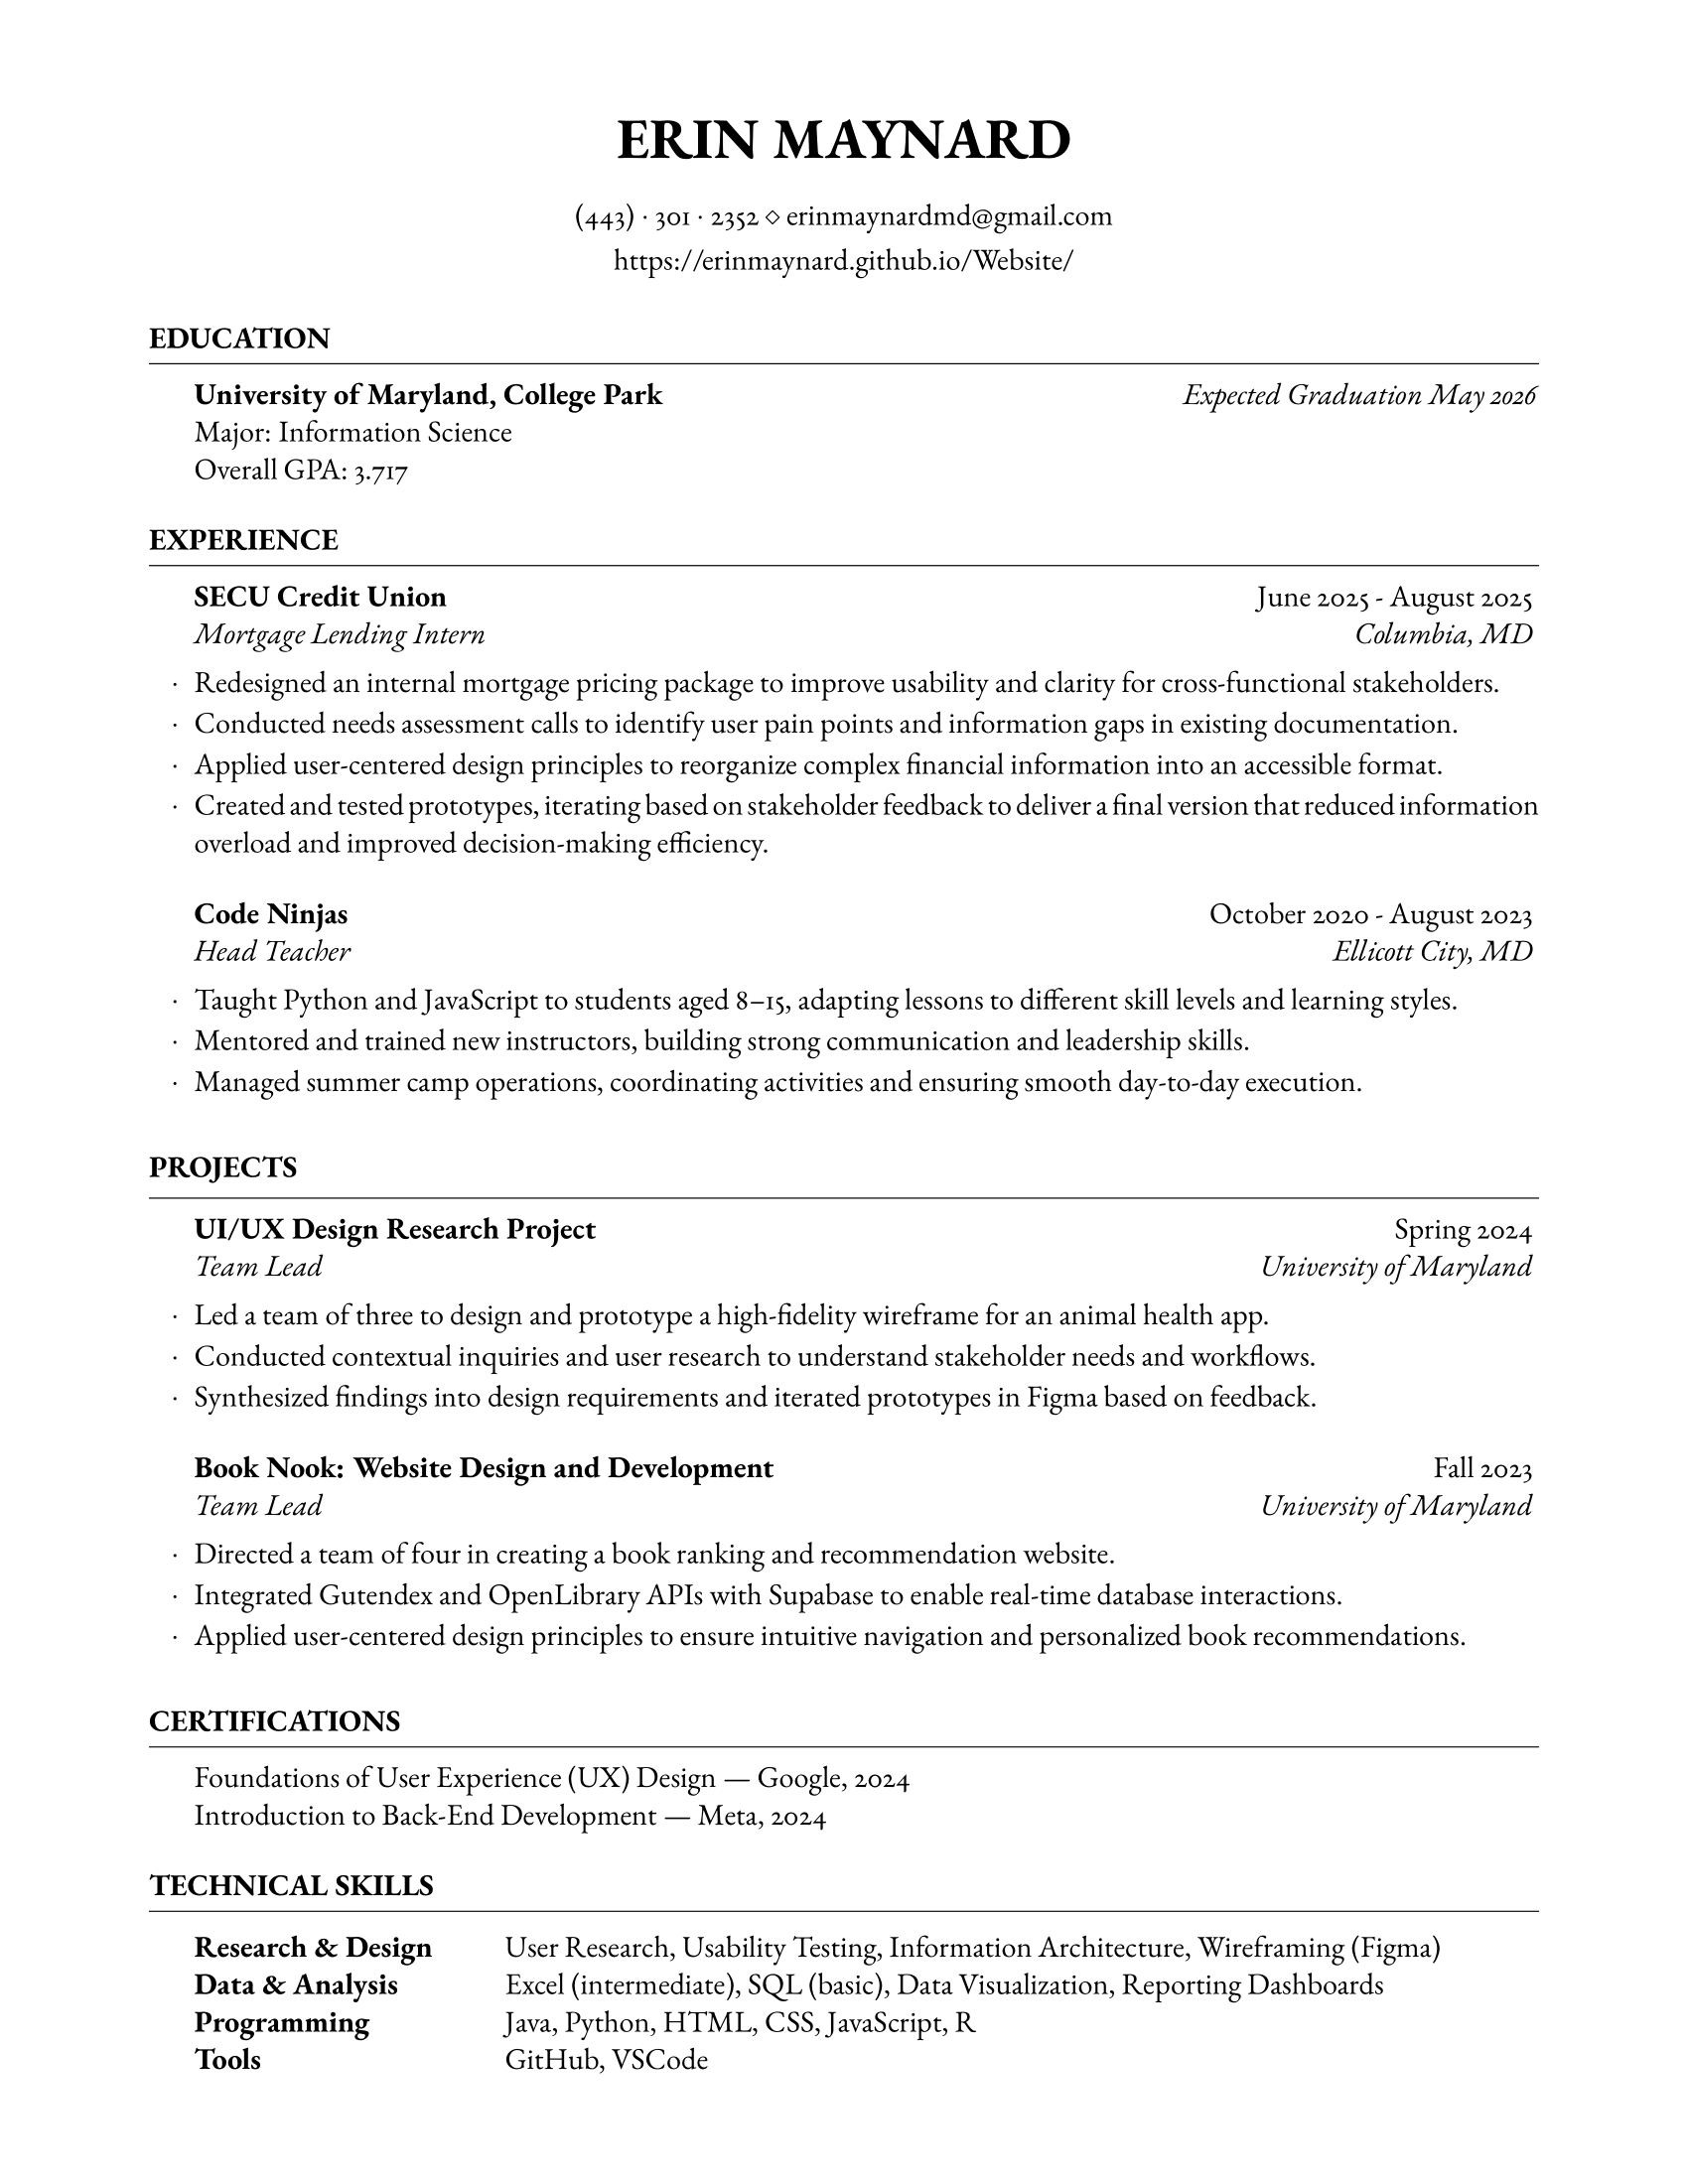 ERIN MAYNARD
(443) · 301 · 2352 ⋄ erinmaynardmd@gmail.com
https://erinmaynard.github.io/Website/
EDUCATION
University of Maryland, College Park Expected Graduation May 2026
Major: Information Science
Overall GPA: 3.717
EXPERIENCE
SECU Credit Union June 2025 - August 2025
Mortgage Lending Intern Columbia, MD
· Redesigned an internal mortgage pricing package to improve usability and clarity for cross-functional stakeholders.
· Conducted needs assessment calls to identify user pain points and information gaps in existing documentation.
· Applied user-centered design principles to reorganize complex financial information into an accessible format.
· Created and tested prototypes, iterating based on stakeholder feedback to deliver a final version that reduced information
overload and improved decision-making efficiency.
Code Ninjas October 2020 - August 2023
Head Teacher Ellicott City, MD
· Taught Python and JavaScript to students aged 8–15, adapting lessons to different skill levels and learning styles.
· Mentored and trained new instructors, building strong communication and leadership skills.
· Managed summer camp operations, coordinating activities and ensuring smooth day-to-day execution.
PROJECTS
UI/UX Design Research Project Spring 2024
Team Lead University of Maryland
· Led a team of three to design and prototype a high-fidelity wireframe for an animal health app.
· Conducted contextual inquiries and user research to understand stakeholder needs and workflows.
· Synthesized findings into design requirements and iterated prototypes in Figma based on feedback.
Book Nook: Website Design and Development Fall 2023
Team Lead University of Maryland
· Directed a team of four in creating a book ranking and recommendation website.
· Integrated Gutendex and OpenLibrary APIs with Supabase to enable real-time database interactions.
· Applied user-centered design principles to ensure intuitive navigation and personalized book recommendations.
CERTIFICATIONS
Foundations of User Experience (UX) Design — Google, 2024
Introduction to Back-End Development — Meta, 2024
TECHNICAL SKILLS
Research & Design User Research, Usability Testing, Information Architecture, Wireframing (Figma)
Data & Analysis Excel (intermediate), SQL (basic), Data Visualization, Reporting Dashboards
Programming Java, Python, HTML, CSS, JavaScript, R
Tools GitHub, VSCode